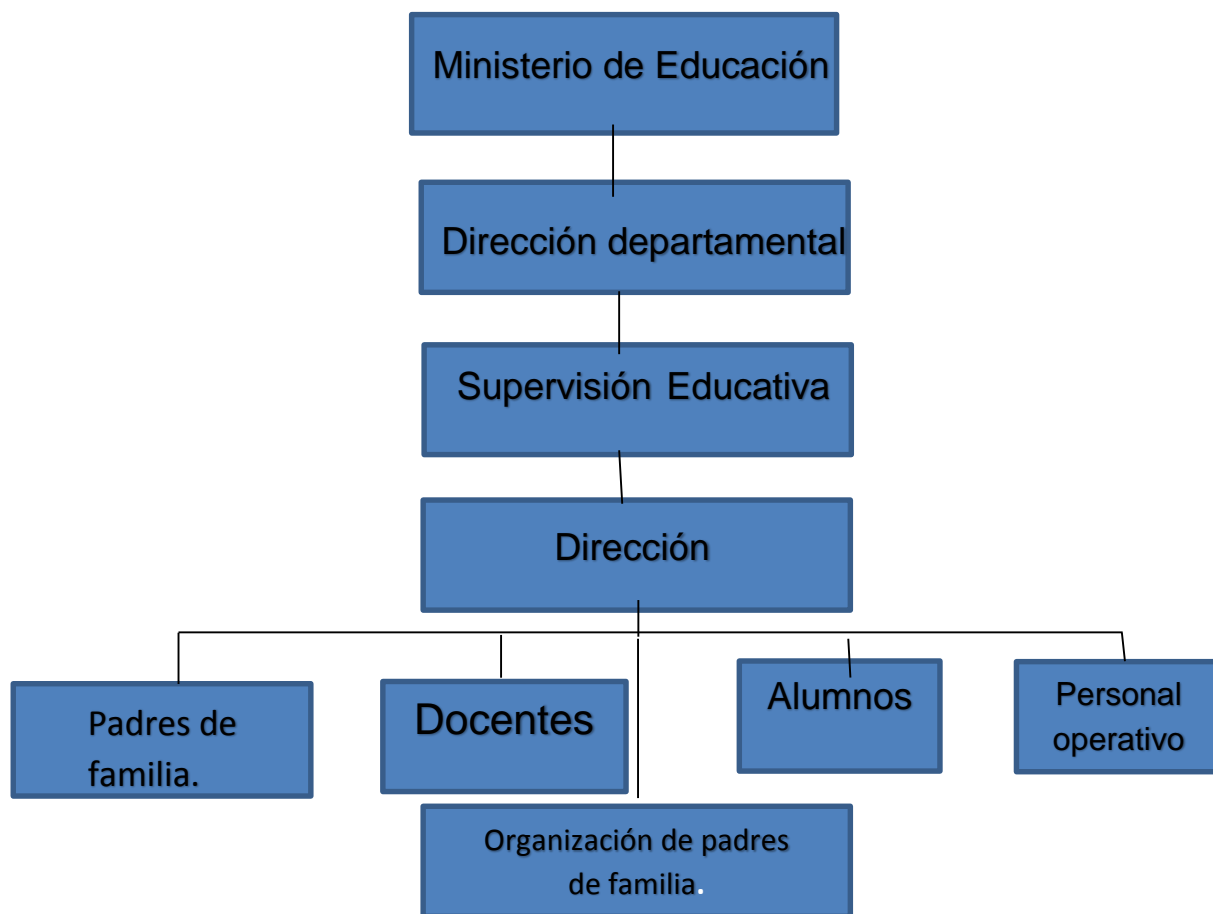 Ministerio de Educación
Dirección departamental
Supervisión Educativa
Dirección
Padres de
familia.
Docentes
Alumnos
Personal
operativo
Organización de padres
de familia.